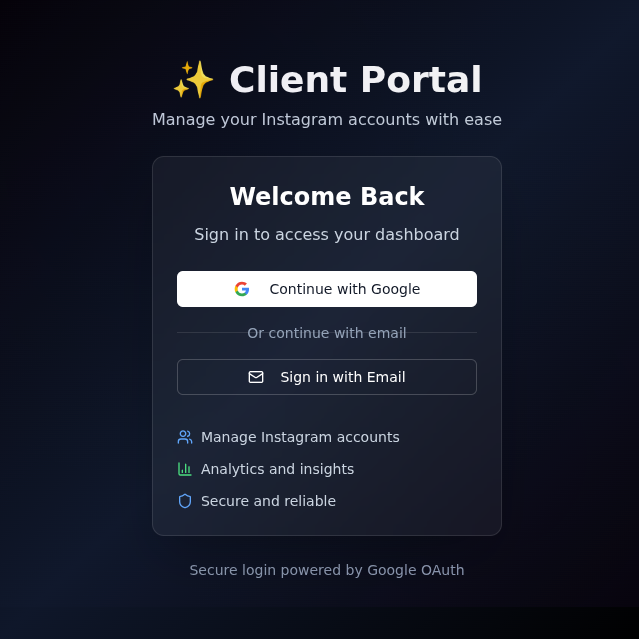 ✨ Client Portal
Manage your Instagram accounts with ease
Welcome Back
Sign in to access your dashboard
Continue with Google
Or continue with email
Sign in with Email
Manage Instagram accounts
Analytics and insights
Secure and reliable
Secure login powered by Google OAuth